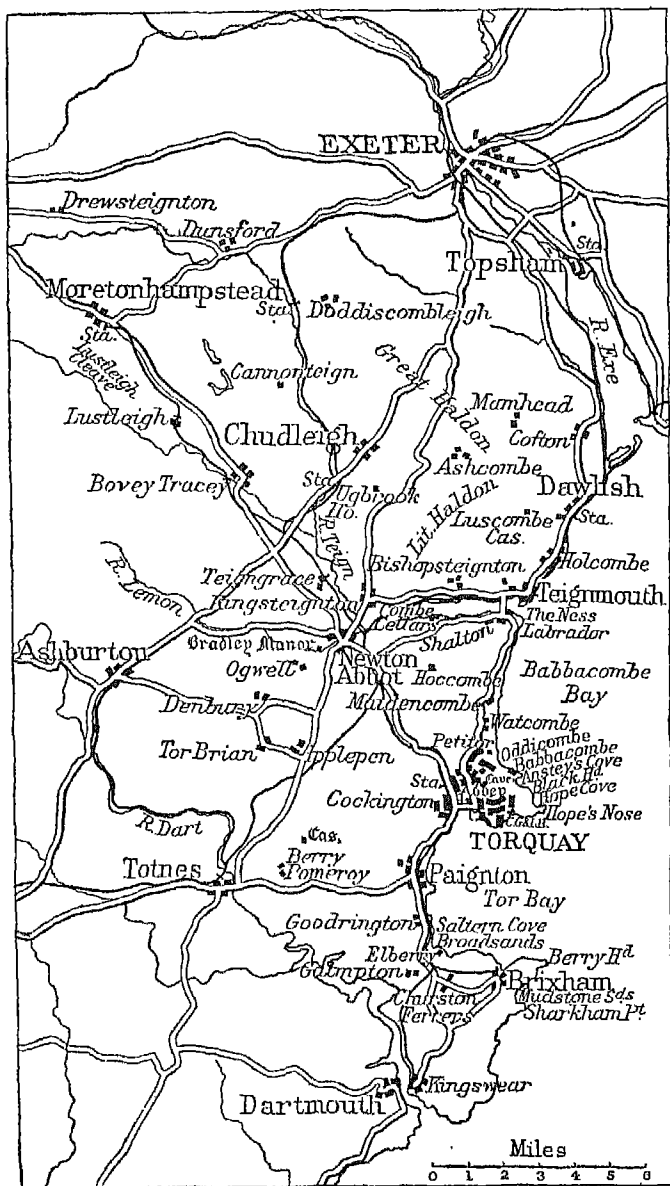 EXETER
Drewsteignton
Dunsford
Topsham
Sta.
Moretonhampstead
Sta.
Doddiscombleigh
Sta.
R. Exe
Lustleigh
Cleave
Cannonteign
Great Haldon
Mamhead
Lustleigh
Chudleigh
Cofton
Ashcombe
Bovey Tracey
Sta.
Ugbrook
Ho.
Lit. Haldon
Dawlish
Luscombe
Cas.
Sta.
R. Teign
Bishopsteignton
Holcombe
R. Lemon
Teigngrace
Kingsteignton
Teignmouth
Combe
Cellars
The Ness
Shalton
Labrador
Bradley Manor
Ashburton
Newton
Abbot
Ogwell
Hoccombe
Babbacombe
Bay
Denbury
Maidencombe
Watcombe
Tor Brian
Applepen
Petitor
Oddicombe
Babbacombe
Anstey's Cove
Black Hd
Hope Cove
Hope's Nose
Sta.
Cockington
TORQUAY
R. Dart
Cas.
Totnes
Berry
Pomeroy
Paignton
Tor Bay
Goodrington
Saltern Cove
Broadsands
Elberry
Berry Hd
Galmpton
Brixham
Churston
Ferrers
Mudstone Sds
Sharkham Pt.
Kingswear
Dartmouth
Miles
0 1 2 3 4 5 6